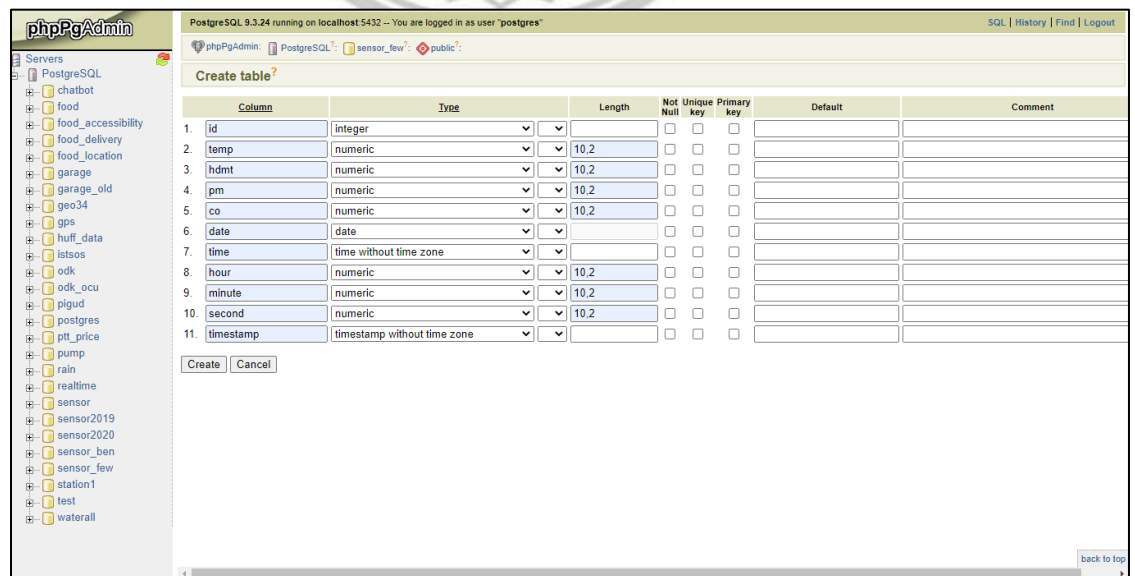 phpPgAdmin
PostgreSQL 9.3.24 running on localhost:5432 -- You are logged in as user "postgres"
SQL | History | Find | Logout
phpPgAdmin: PostgreSQL?: sensor_few?: public?:
Servers
PostgreSQL
chatbot
food
food_accessibility
food_delivery
food_location
garage
garage_old
geo34
gps
huff_data
istsos
odk
odk_ocu
pigud
postgres
ptt_price
pump
rain
realtime
sensor
sensor2019
sensor2020
sensor_ben
sensor_few
station1
test
waterall
Create table?
Column Type Length Not Null Unique key Primary key Default Comment
1. id integer
2. temp numeric 10,2
3. hdmt numeric 10,2
4. pm numeric 10,2
5. co numeric 10,2
6. date date
7. time time without time zone
8. hour numeric 10,2
9. minute numeric 10,2
10. second numeric 10,2
11. timestamp timestamp without time zone
Create Cancel
back to top